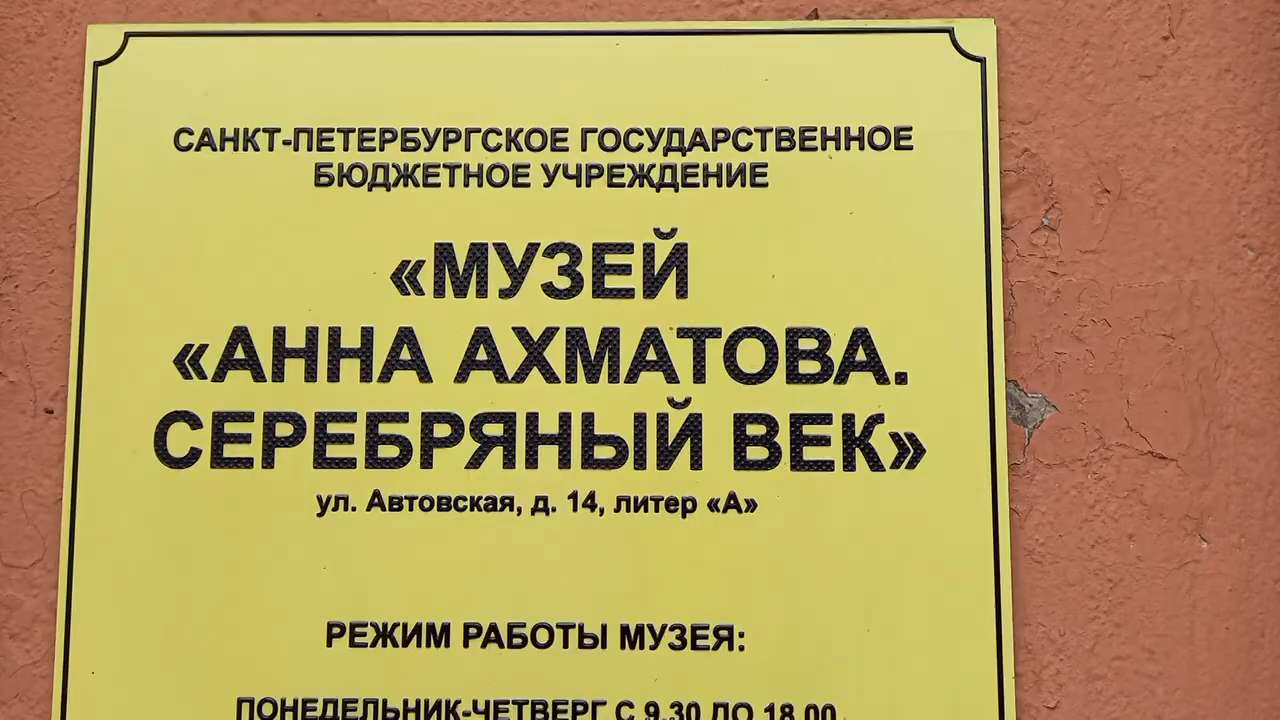 САНКТ-ПЕТЕРБУРГСКОЕ ГОСУДАРСТВЕННОЕ
БЮДЖЕТНОЕ УЧРЕЖДЕНИЕ
«МУЗЕЙ
«АННА АХМАТОВА.
СЕРЕБРЯНЫЙ ВЕК»
ул. Автовская, д. 14, литер «А»
РЕЖИМ РАБОТЫ МУЗЕЯ:
ПОНЕДЕЛЬНИК-ЧЕТВЕРГ С 9.30 ДО 18.00